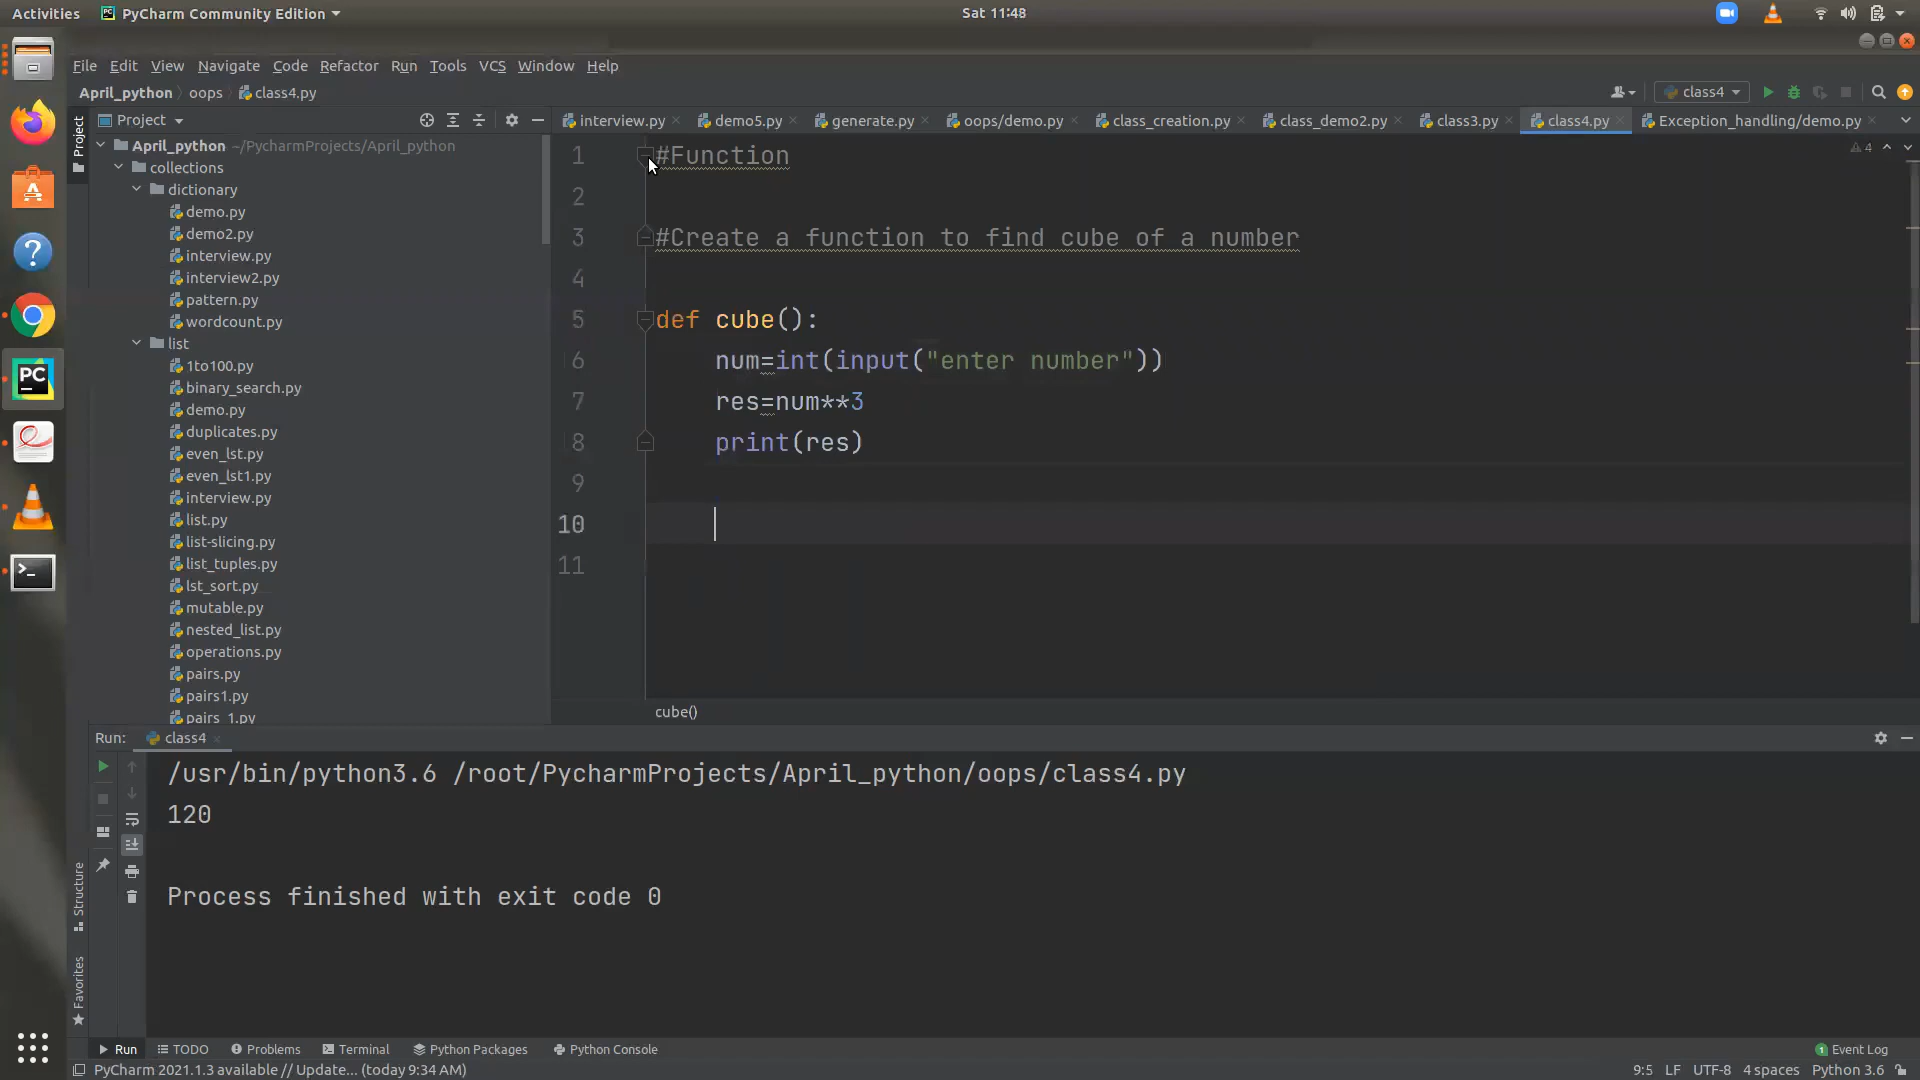 Activities
PyCharm Community Edition
Sat 11:48
File Edit View Navigate Code Refactor Run Tools VCS Window Help
April_python oops class4.py
class4
Project
interview.py demo5.py generate.py oops/demo.py class_creation.py class_demo2.py class3.py class4.py Exception_handling/demo.py
Project
April_python ~/PycharmProjects/April_python
collections
dictionary
demo.py
demo2.py
interview.py
interview2.py
pattern.py
wordcount.py
list
1to100.py
binary_search.py
demo.py
duplicates.py
even_lst.py
even_lst1.py
interview.py
list.py
list-slicing.py
list_tuples.py
lst_sort.py
mutable.py
nested_list.py
operations.py
pairs.py
pairs1.py
pairs_1.py
4
1 #Function
2
3 #Create a function to find cube of a number
4
5 def cube():
6 num=int(input("enter number"))
7 res=num**3
8 print(res)
9
10
11
cube()
Run: class4
/usr/bin/python3.6 /root/PycharmProjects/April_python/oops/class4.py
120
Process finished with exit code 0
Structure
Favorites
Run TODO Problems Terminal Python Packages Python Console
1 Event Log
PyCharm 2021.1.3 available // Update... (today 9:34 AM)
9:5 LF UTF-8 4 spaces Python 3.6